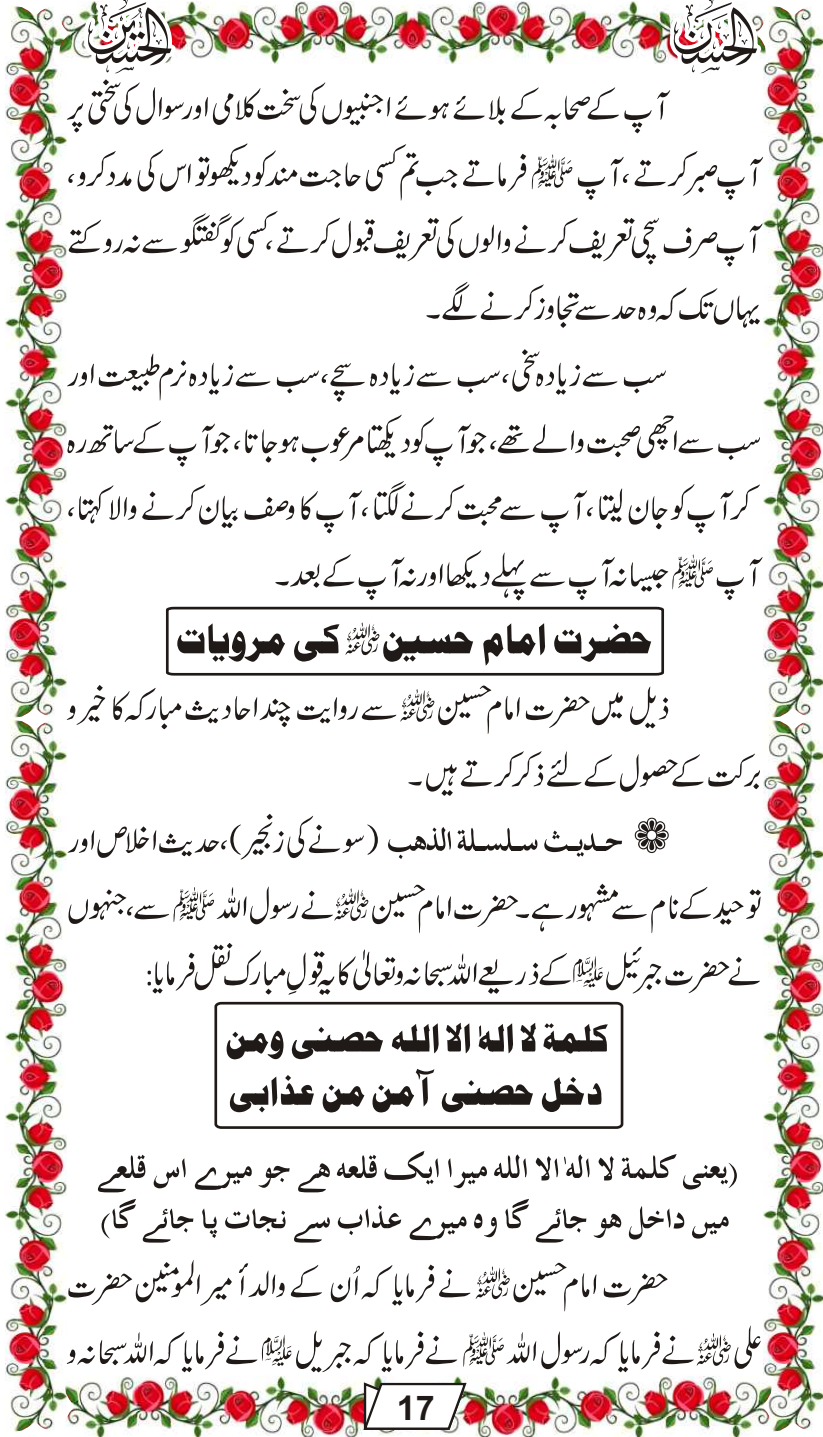 الحسین
الحسن
آپ کے صحابہ کے بلائے ہوئے اجنبیوں کی سخت کلامی اور سوال کی سختی پر
آپ صبر کرتے، آپ ﷺ فرماتے جب تم کسی حاجت مند کو دیکھو تو اس کی مدد کرو،
آپ صرف سچی تعریف کرنے والوں کی تعریف قبول کرتے، کسی کو گفتگو سے نہ روکتے
یہاں تک کہ وہ حد سے تجاوز کرنے لگے۔
سب سے زیادہ سخی، سب سے زیادہ سچے، سب سے زیادہ نرم طبیعت اور
سب سے اچھی صحبت والے تھے، جو آپ کو دیکھتا مرعوب ہو جاتا، جو آپ کے ساتھ رہ
کر آپ کو جان لیتا، آپ سے محبت کرنے لگتا، آپ کا وصف بیان کرنے والا کہتا،
آپ ﷺ جیسا نہ آپ سے پہلے دیکھا اور نہ آپ کے بعد۔
حضرت امام حسین رضی اللہ عنہ کی مرویات
ذیل میں حضرت امام حسین رضی اللہ عنہ سے روایت چند احادیث مبارکہ کا خیر و
برکت کے حصول کے لئے ذکر کرتے ہیں۔
حدیث سلسلة الذهب (سونے کی زنجیر)، حدیث اخلاص اور
توحید کے نام سے مشہور ہے۔ حضرت امام حسین رضی اللہ عنہ نے رسول اللہ ﷺ سے، جنہوں
نے حضرت جبرئیل علیہ السلام کے ذریعے اللہ سبحانہ وتعالیٰ کا یہ قولِ مبارک نقل فرمایا:
كلمة لا اله الا الله حصنی ومن
دخل حصنی آمن من عذابی
(یعنی کلمة لا اله الا الله میرا ایک قلعہ ہے جو میرے اس قلعے
میں داخل ہو جائے گا وہ میرے عذاب سے نجات پا جائے گا)
حضرت امام حسین رضی اللہ عنہ نے فرمایا کہ اُن کے والد أمیر المومنین حضرت
علی رضی اللہ عنہ نے فرمایا کہ رسول اللہ ﷺ نے فرمایا کہ جبریل علیہ السلام نے فرمایا کہ اللہ سبحانہ و
17